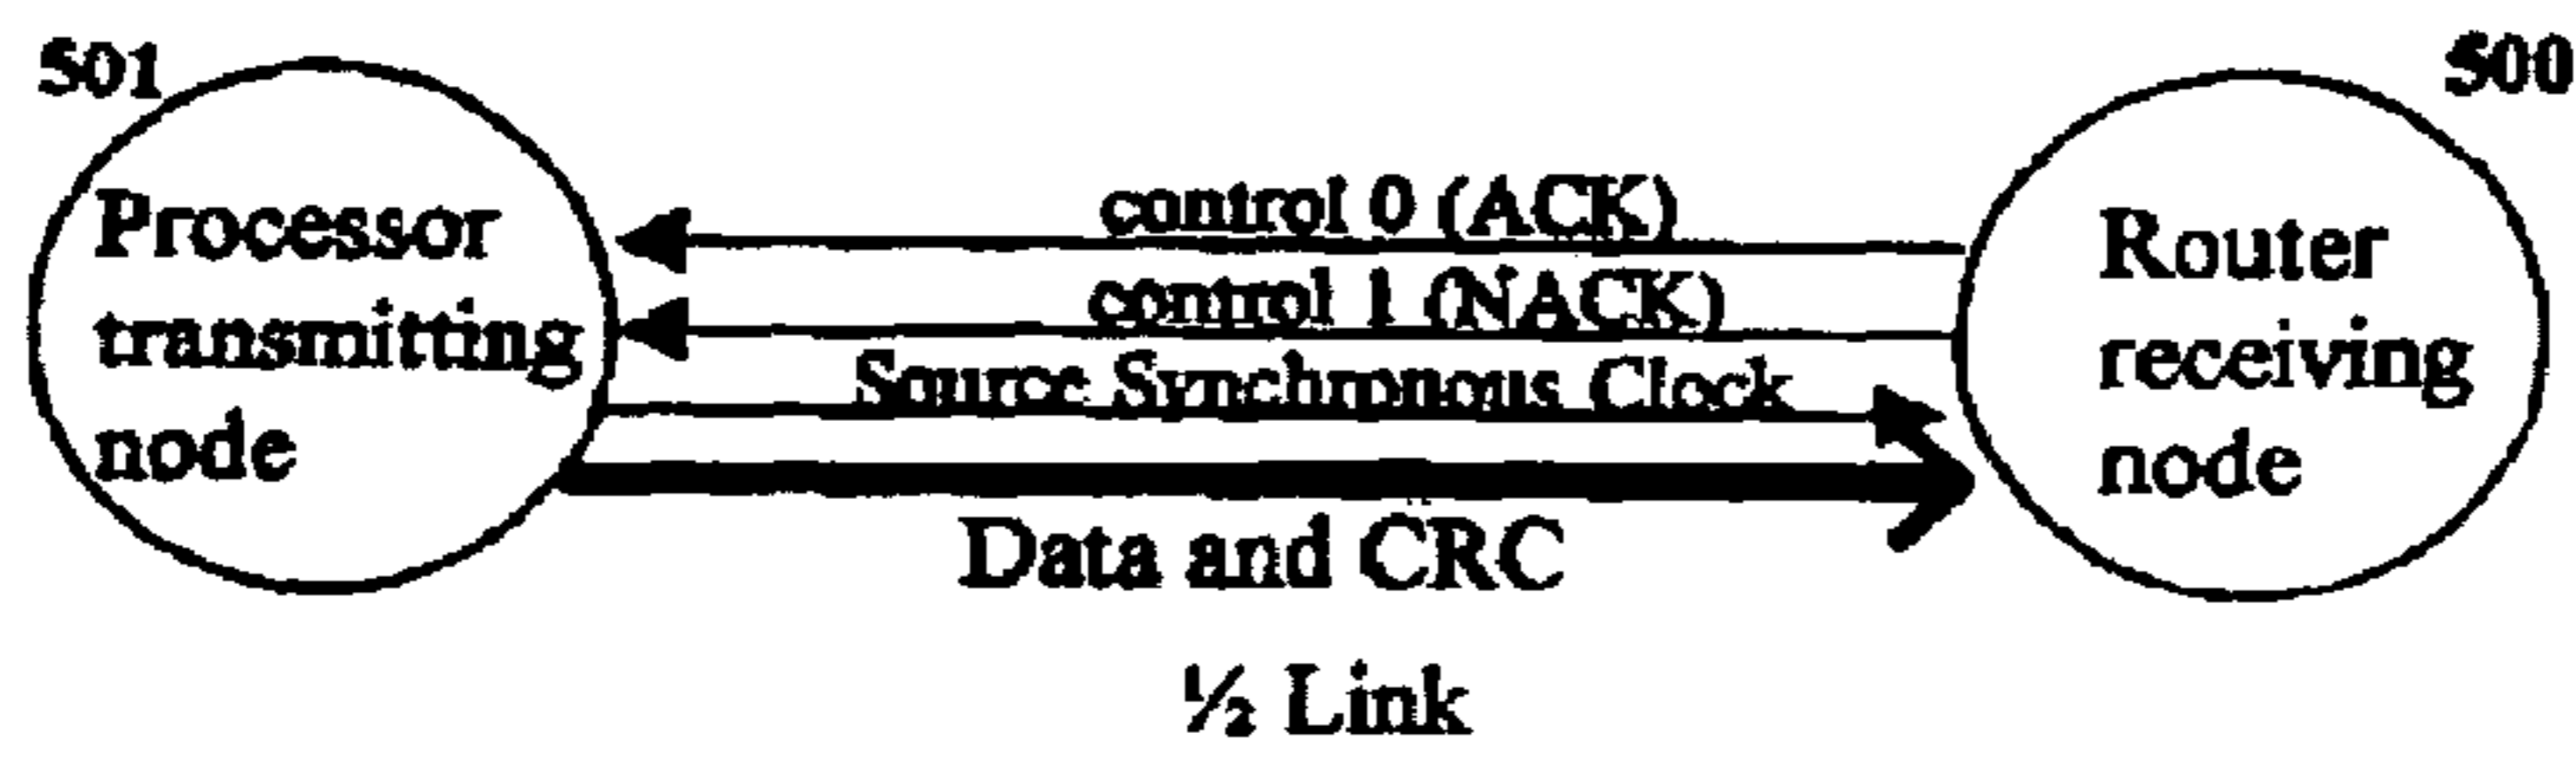 501
500
Processor
transmitting
node
control 0 (ACK)
control 1 (NACK)
Source Synchronous Clock
Data and CRC
Router
receiving
node
½ Link